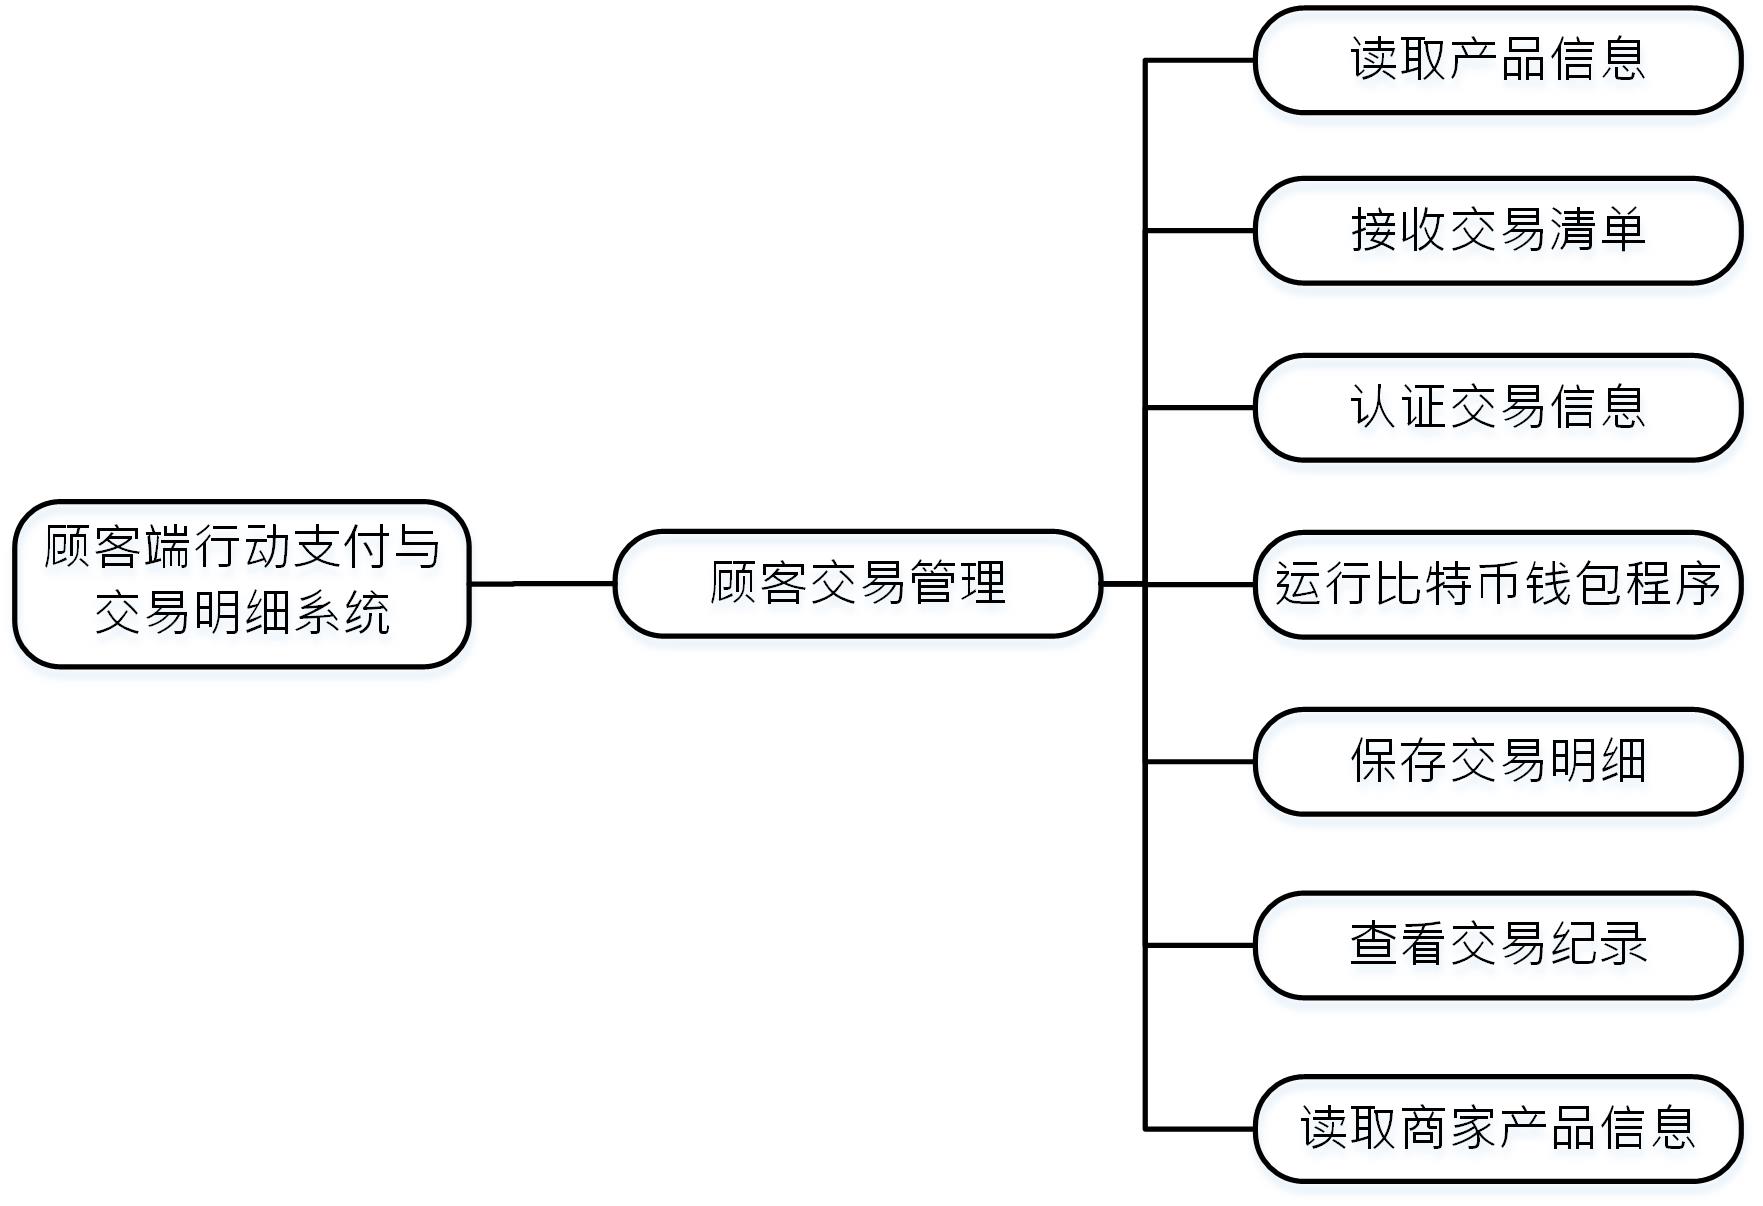 顾客端行动支付与
交易明细系统
顾客交易管理
读取产品信息
接收交易清单
认证交易信息
运行比特币钱包程序
保存交易明细
查看交易纪录
读取商家产品信息